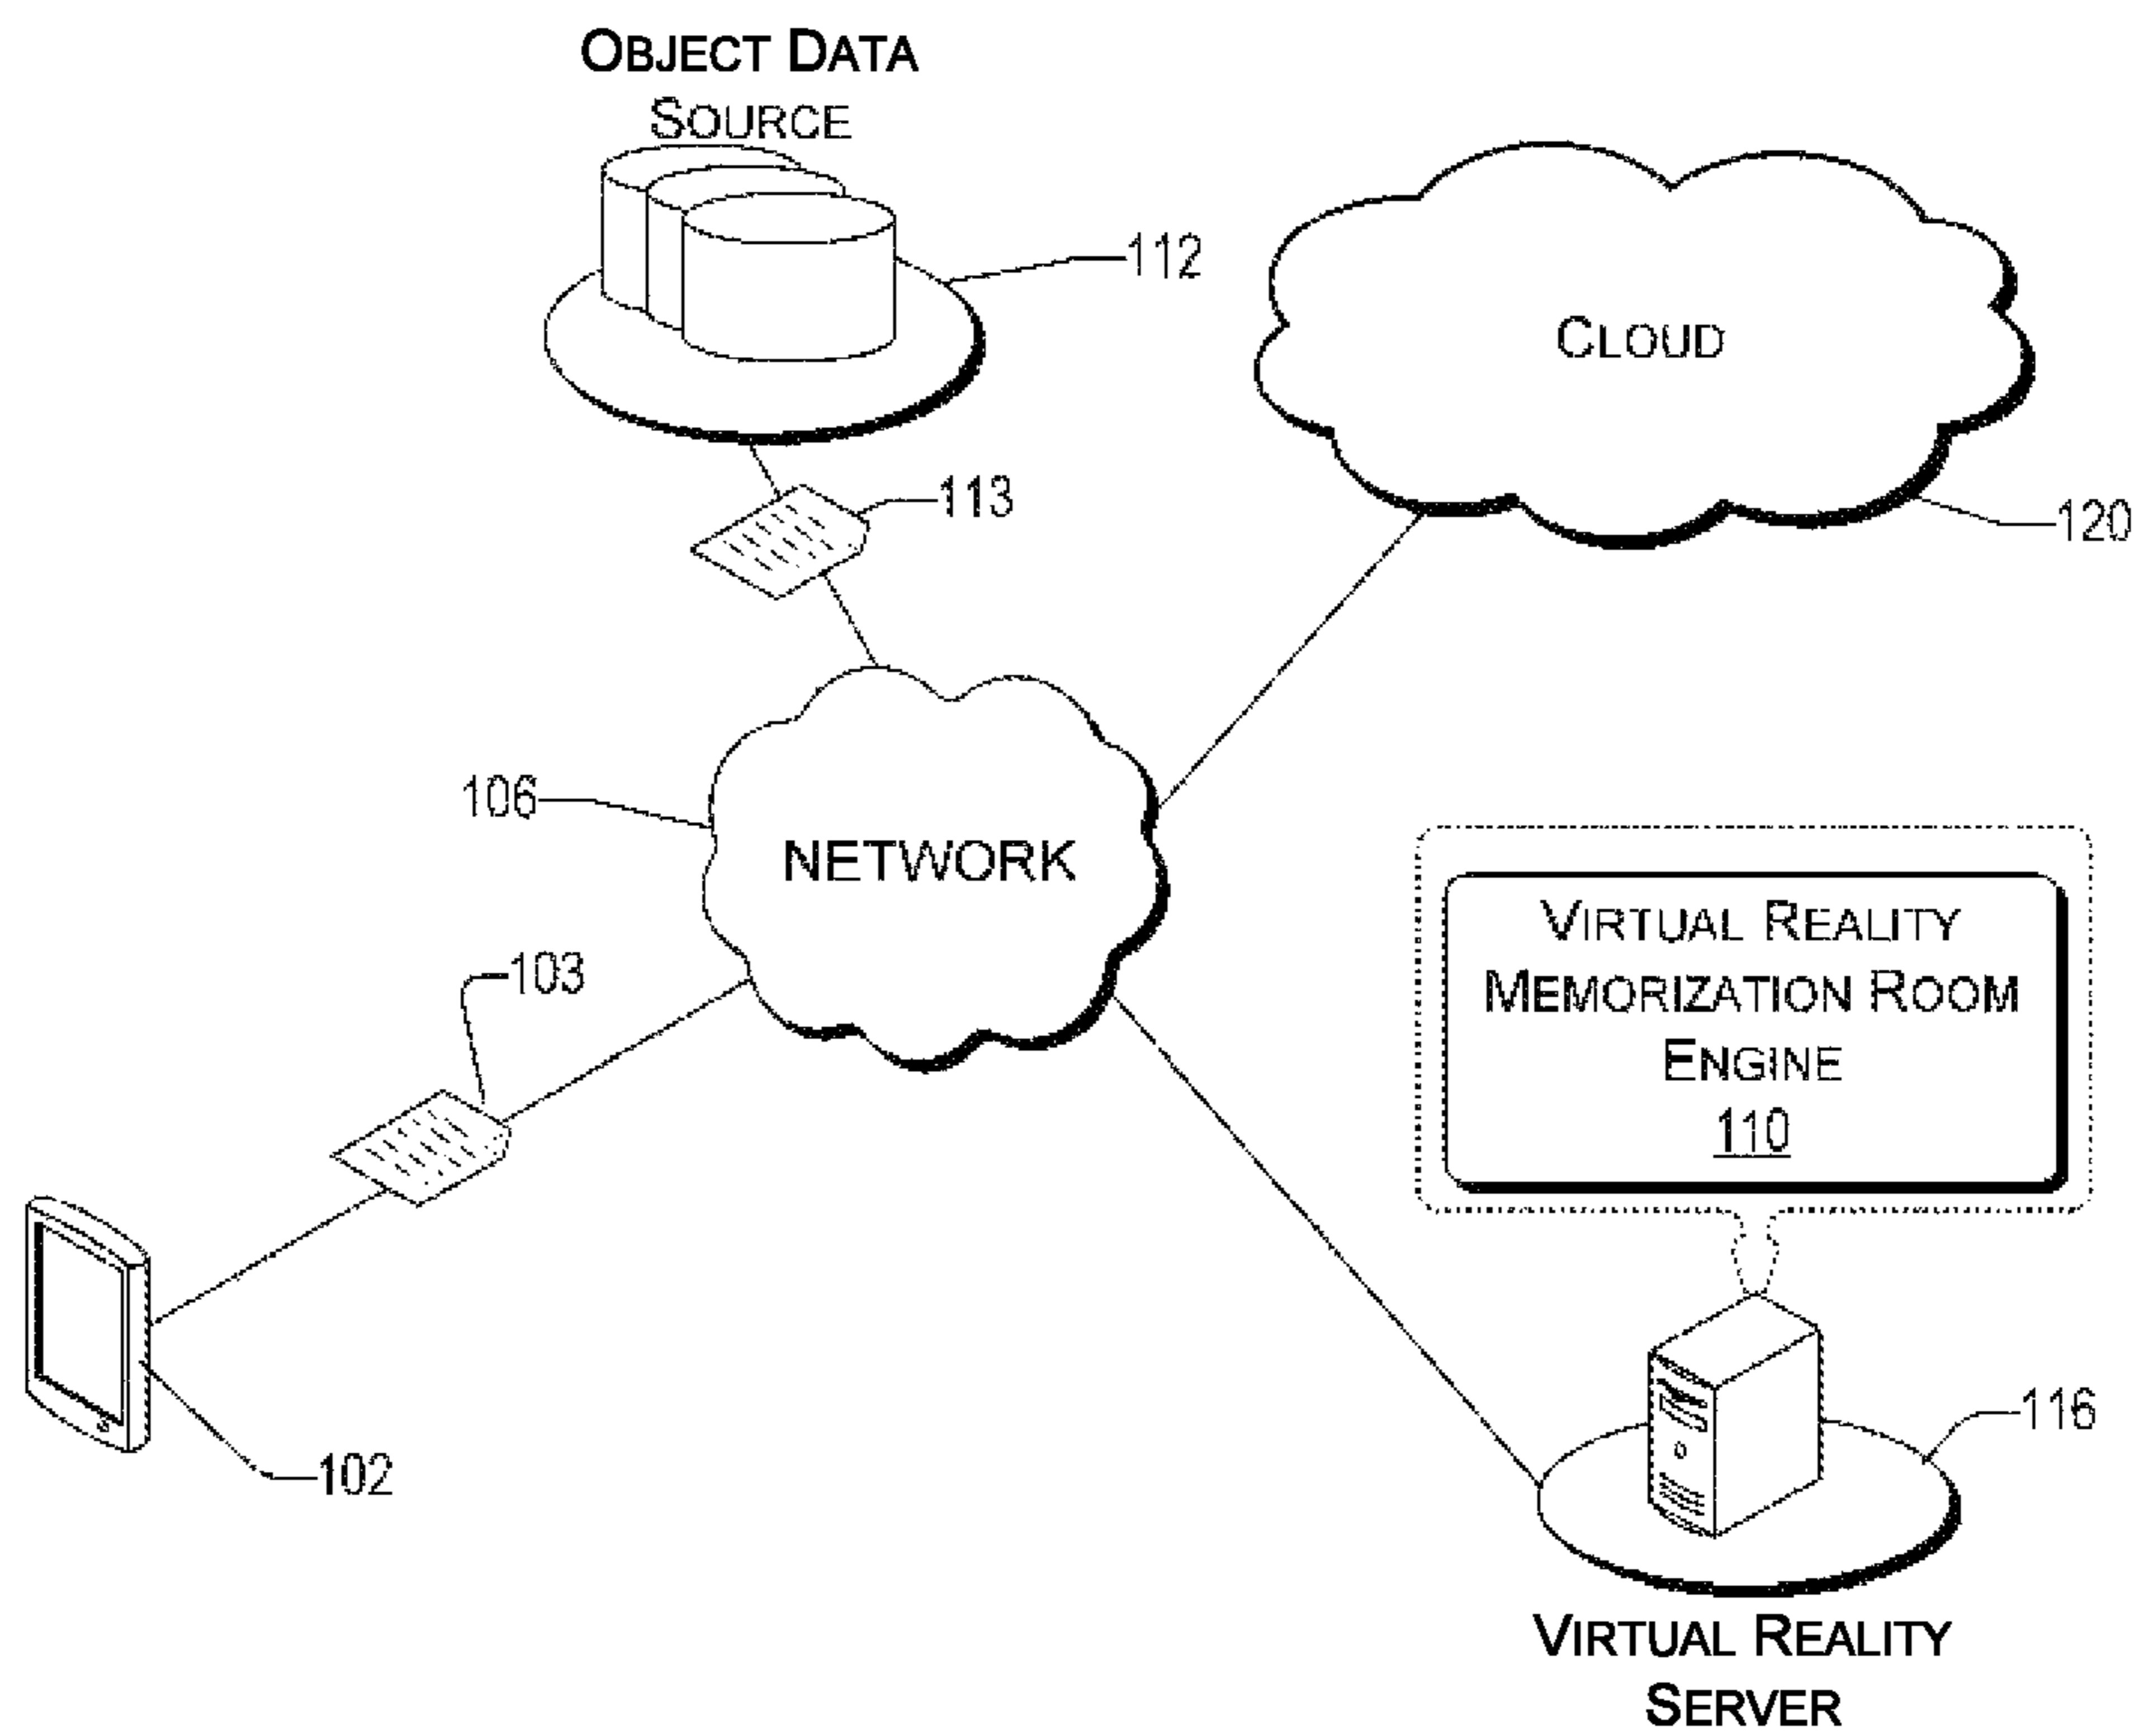 OBJECT DATA
SOURCE
112
CLOUD
113
120
106
NETWORK
VIRTUAL REALITY
MEMORIZATION ROOM
ENGINE
110
103
116
102
VIRTUAL REALITY
SERVER